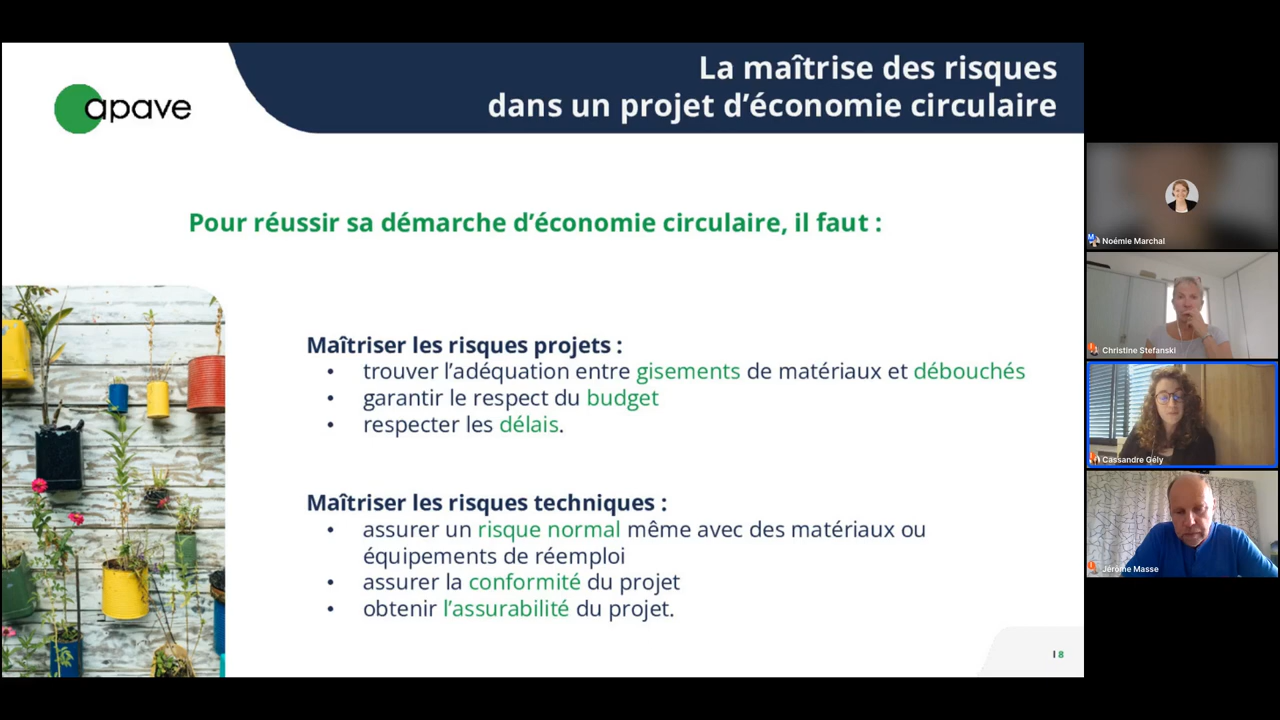 La maîtrise des risques
dans un projet d'économie circulaire
apave
Pour réussir sa démarche d'économie circulaire, il faut :
Maîtriser les risques projets :
• trouver l'adéquation entre gisements de matériaux et débouchés
• garantir le respect du budget
• respecter les délais.
Maîtriser les risques techniques :
• assurer un risque normal même avec des matériaux ou
équipements de réemploi
• assurer la conformité du projet
• obtenir l'assurabilité du projet.
I 8
Noémie Marchal
Christine Stefanski
Cassandre Gély
Jérôme Masse